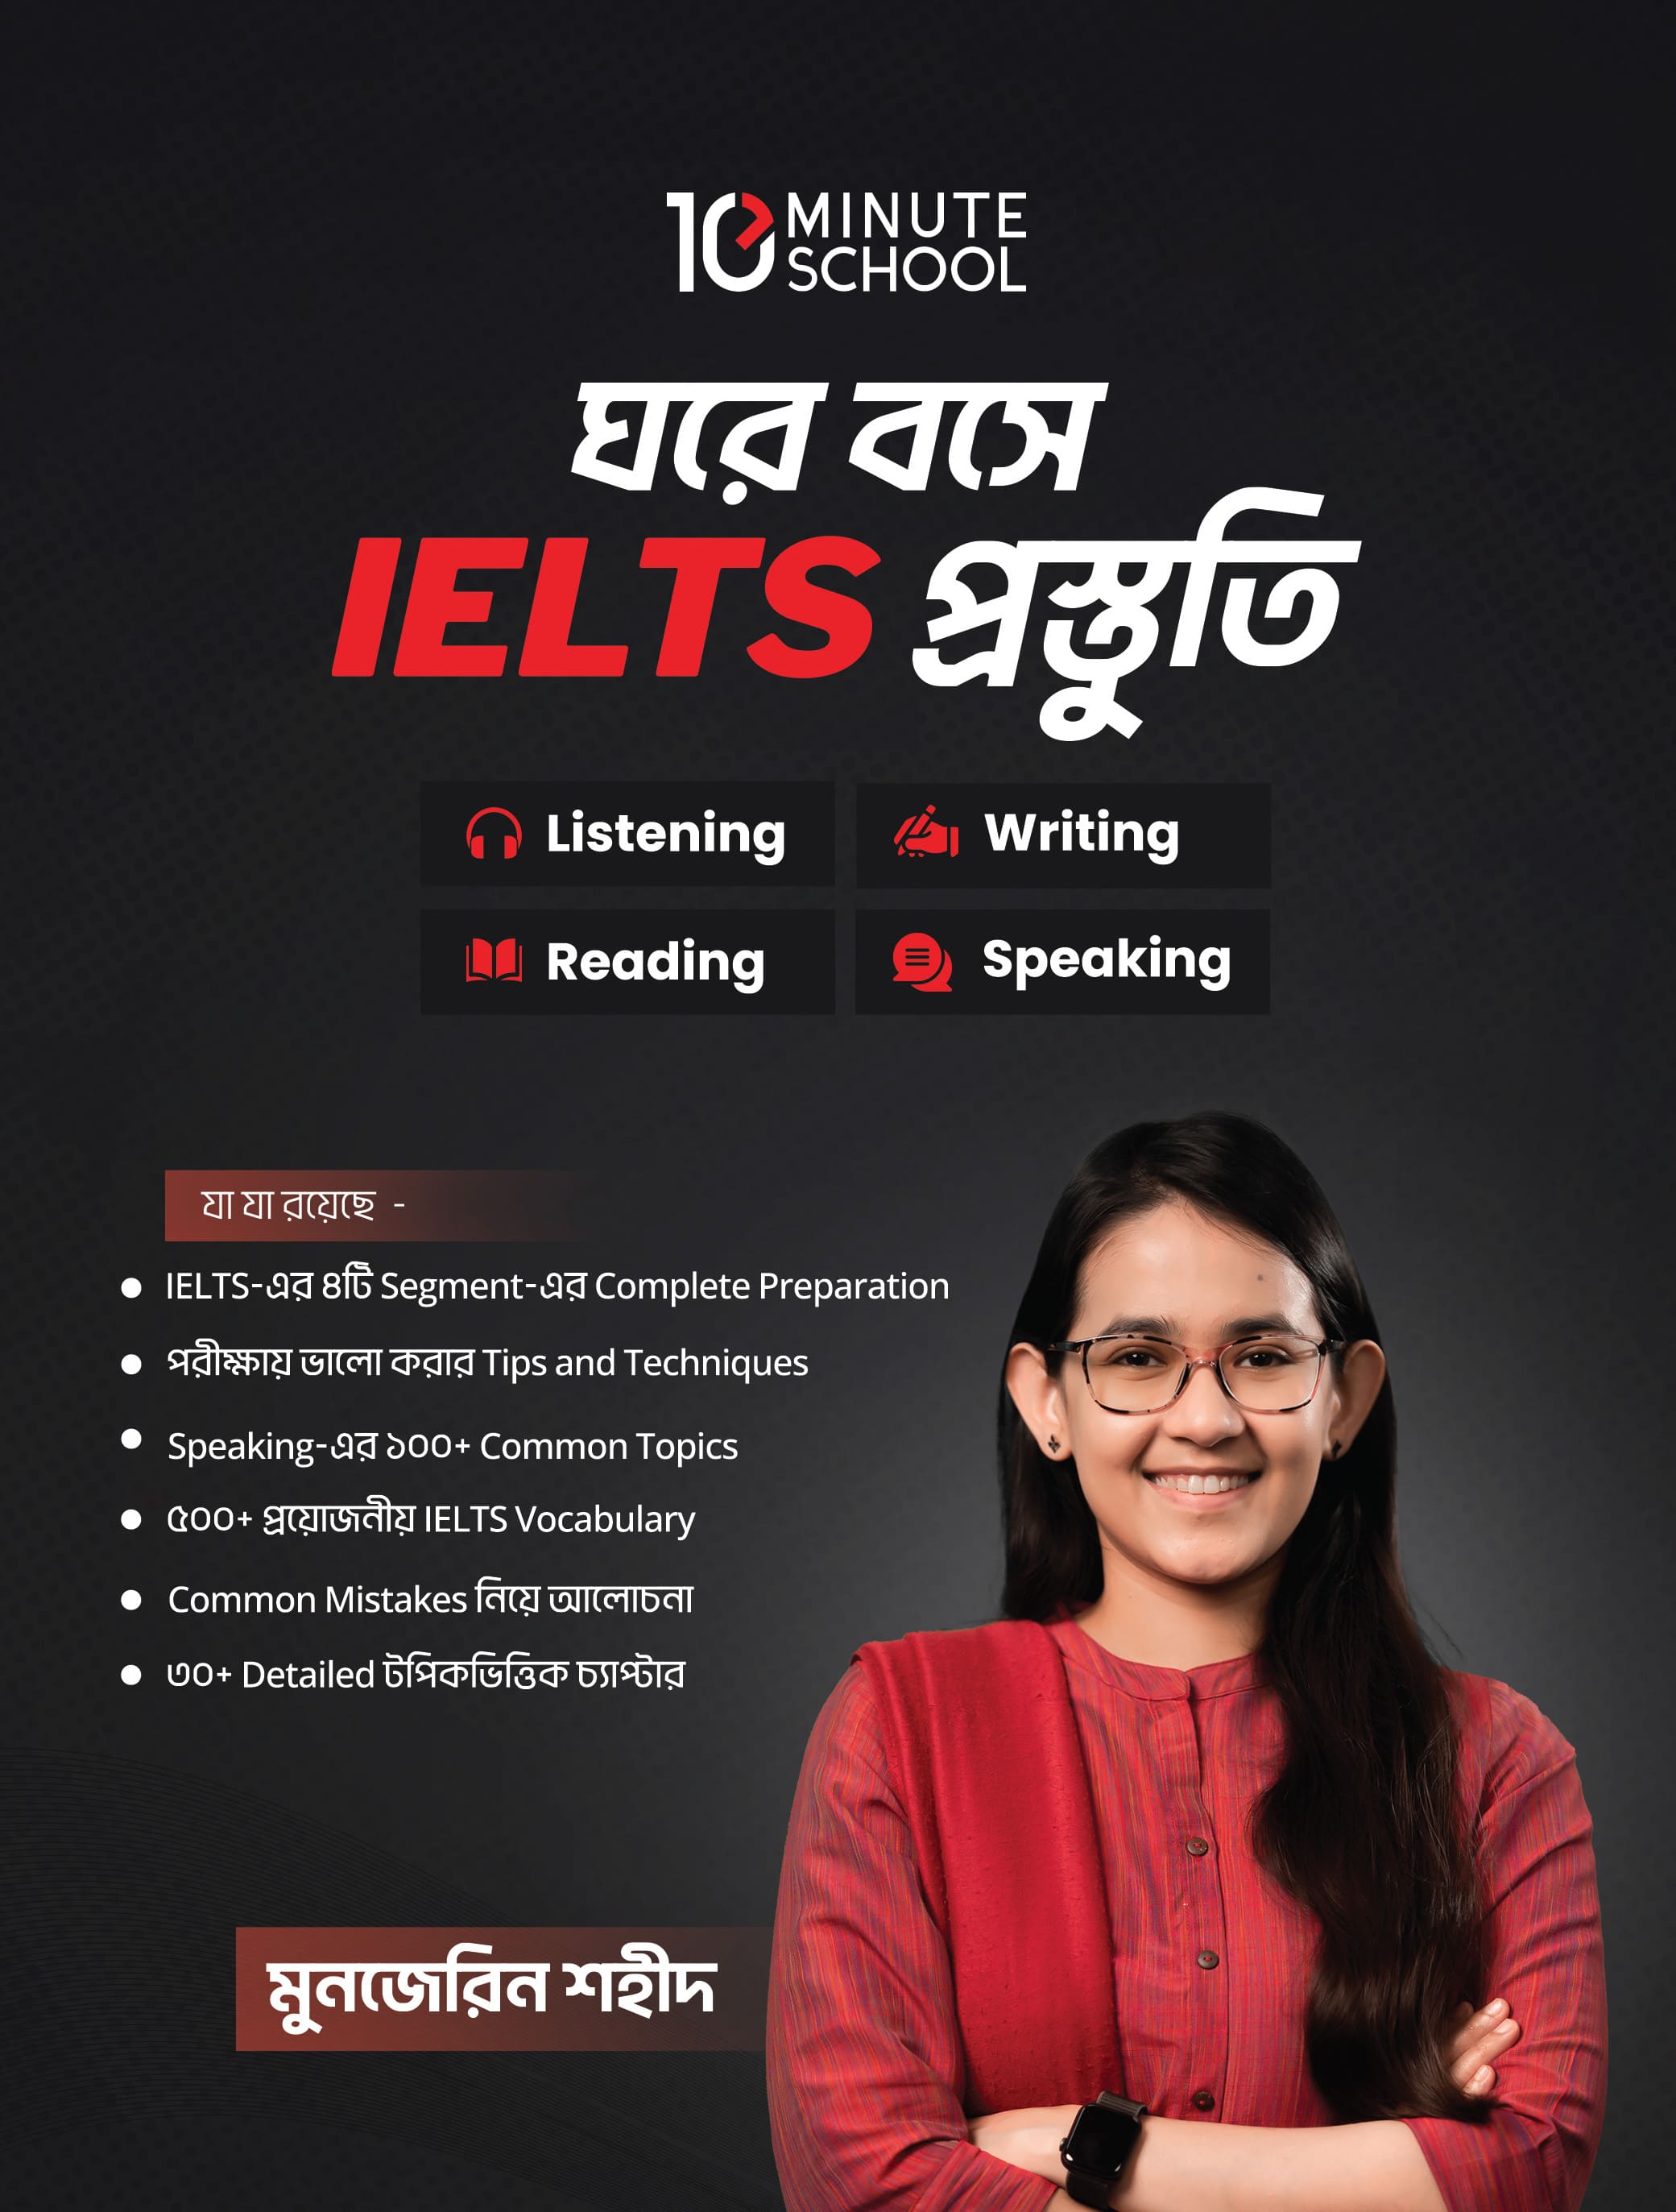 10 MINUTE
SCHOOL
ঘরে বসে
IELTS প্রস্তুতি
Listening
Writing
Reading
Speaking
যা যা রয়েছে -
IELTS-এর ৪টি Segment-এর Complete Preparation
পরীক্ষায় ভালো করার Tips and Techniques
Speaking-এর ১০০+ Common Topics
৫০০+ প্রয়োজনীয় IELTS Vocabulary
Common Mistakes নিয়ে আলোচনা
৩০+ Detailed টপিকভিত্তিক চ্যাপ্টার
মুনজেরিন শহীদ